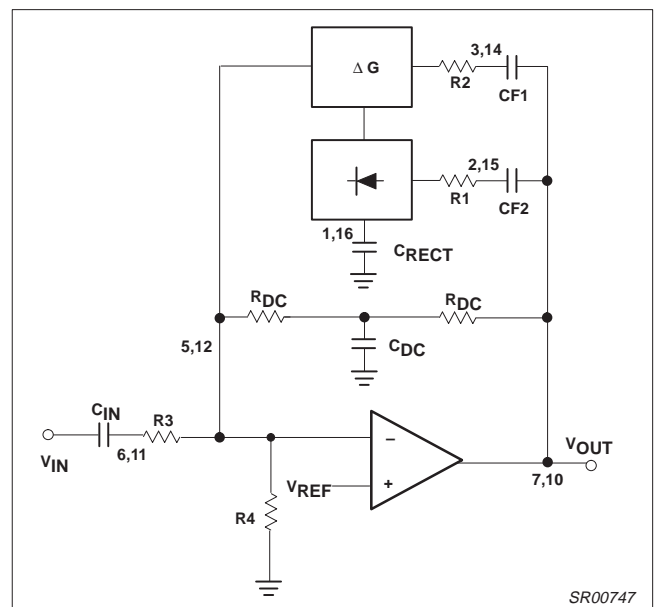 Δ G
3,14
R2
CF1
2,15
R1
CF2
1,16
CRECT
RDC
RDC
CDC
5,12
CIN
R3
VIN
6,11
−
VOUT
VREF
+
7,10
R4
SR00747